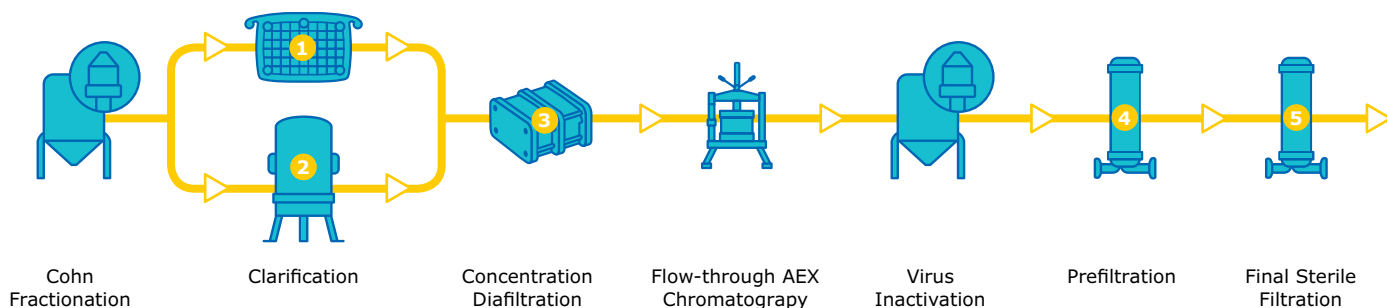 1
2
3
4
5
Cohn
Fractionation
Clarification
Concentration
Diafiltration
Flow-through AEX
Chromatograpy
Virus
Inactivation
Prefiltration
Final Sterile
Filtration